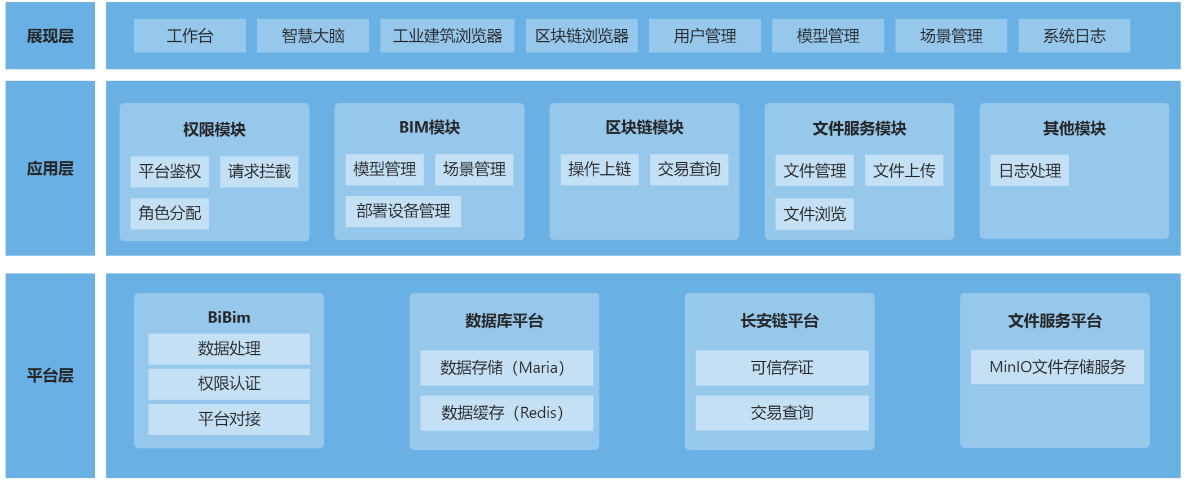 展现层
工作台 智慧大脑 工业建筑浏览器 区块链浏览器 用户管理 模型管理 场景管理 系统日志
应用层
权限模块
平台鉴权 请求拦截
角色分配
BIM模块
模型管理 场景管理
部署设备管理
区块链模块
操作上链 交易查询
文件服务模块
文件管理 文件上传
文件浏览
其他模块
日志处理
平台层
BiBim
数据处理
权限认证
平台对接
数据库平台
数据存储（Maria）
数据缓存（Redis）
长安链平台
可信存证
交易查询
文件服务平台
MinIO文件存储服务